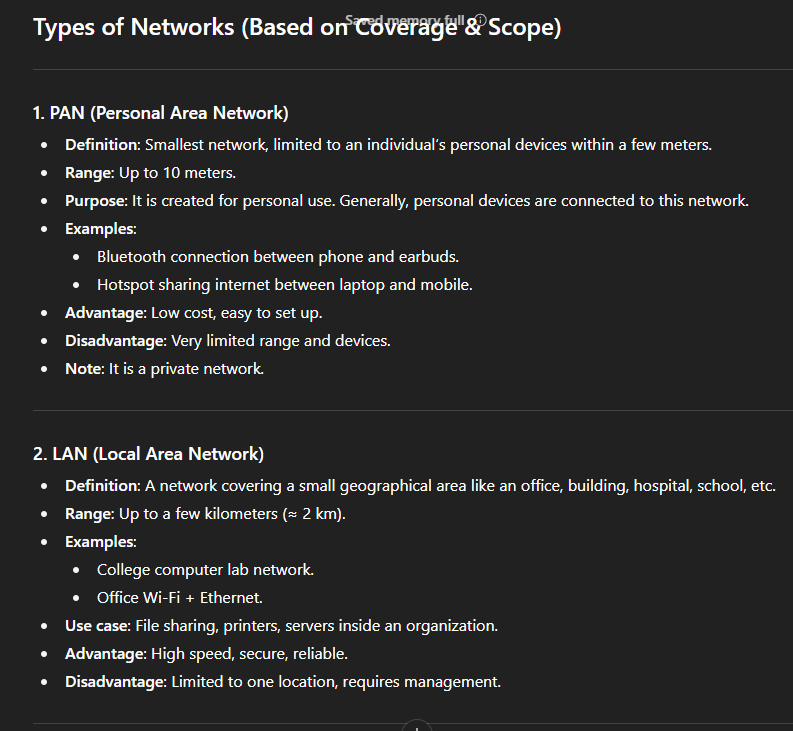 Saved memory full
Types of Networks (Based on Coverage & Scope)
1. PAN (Personal Area Network)
• Definition: Smallest network, limited to an individual's personal devices within a few meters.
• Range: Up to 10 meters.
• Purpose: It is created for personal use. Generally, personal devices are connected to this network.
• Examples:
• Bluetooth connection between phone and earbuds.
• Hotspot sharing internet between laptop and mobile.
• Advantage: Low cost, easy to set up.
• Disadvantage: Very limited range and devices.
• Note: It is a private network.
2. LAN (Local Area Network)
• Definition: A network covering a small geographical area like an office, building, hospital, school, etc.
• Range: Up to a few kilometers (≈ 2 km).
• Examples:
• College computer lab network.
• Office Wi-Fi + Ethernet.
• Use case: File sharing, printers, servers inside an organization.
• Advantage: High speed, secure, reliable.
• Disadvantage: Limited to one location, requires management.